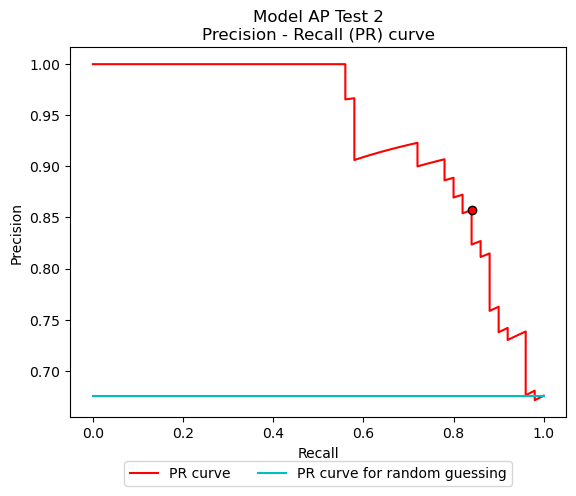 Model AP Test 2
Precision - Recall (PR) curve
1.00
0.95
0.90
0.85
0.80
0.75
0.70
Precision
0.0 0.2 0.4 0.6 0.8 1.0
Recall
PR curve PR curve for random guessing